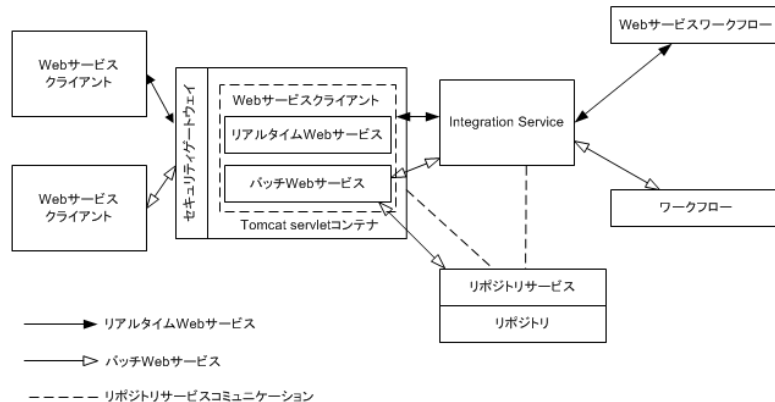 Webサービスワークフロー
Webサービス
クライアント
セキュリティゲートウェイ
Webサービスクライアント
リアルタイムWebサービス
バッチWebサービス
Tomcat servletコンテナ
Integration Service
Webサービス
クライアント
ワークフロー
リポジトリサービス
リポジトリ
リアルタイムWebサービス
バッチWebサービス
リポジトリサービスコミュニケーション